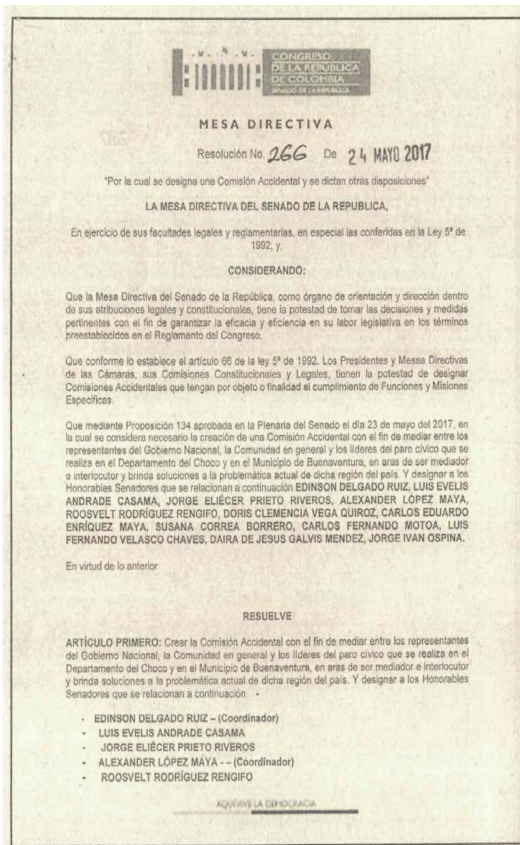 CONGRESO
DE LA REPÚBLICA
DE COLOMBIA
SENADO DE LA REPÚBLICA
MESA DIRECTIVA
Resolución No. 266 De 24 MAYO 2017
"Por la cual se designa una Comisión Accidental y se dictan otras disposiciones"
LA MESA DIRECTIVA DEL SENADO DE LA REPUBLICA,
En ejercicio de sus facultades legales y reglamentarias, en especial las conferidas en la Ley 5ª de
1992; y,
CONSIDERANDO:
Que la Mesa Directiva del Senado de la República, como órgano de orientación y dirección dentro
de sus atribuciones legales y constitucionales, tiene la potestad de tomar las decisiones y medidas
pertinentes con el fin de garantizar la eficacia y eficiencia en su labor legislativa en los términos
preestablecidos en el Reglamento del Congreso.
Que conforme lo establece el artículo 66 de la ley 5ª de 1992. Los Presidentes y Mesas Directivas
de las Cámaras, sus Comisiones Constitucionales y Legales, tienen la potestad de designar
Comisiones Accidentales que tengan por objeto o finalidad el cumplimiento de Funciones y Misiones
Específicas.
Que mediante Proposición 134 aprobada en la Plenaria del Senado el día 23 de mayo del 2017, en
la cual se considera necesario la creación de una Comisión Accidental con el fin de mediar entre los
representantes del Gobierno Nacional, la Comunidad en general y los líderes del paro cívico que se
realiza en el Departamento del Choco y en el Municipio de Buenaventura, en aras de ser mediador
e interlocutor y brinda soluciones a la problemática actual de dicha región del país. Y designar a los
Honorables Senadores que se relacionan a continuación EDINSON DELGADO RUIZ, LUIS EVELIS
ANDRADE CASAMA, JORGE ELIÉCER PRIETO RIVEROS, ALEXANDER LÓPEZ MAYA,
ROOSVELT RODRÍGUEZ RENGIFO, DORIS CLEMENCIA VEGA QUIROZ, CARLOS EDUARDO
ENRÍQUEZ MAYA, SUSANA CORREA BORRERO, CARLOS FERNANDO MOTOA, LUIS
FERNANDO VELASCO CHAVES, DAIRA DE JESUS GALVIS MENDEZ, JORGE IVAN OSPINA.
En virtud de lo anterior
RESUELVE
ARTÍCULO PRIMERO: Crear la Comisión Accidental con el fin de mediar entre los representantes
del Gobierno Nacional, la Comunidad en general y los líderes del paro cívico que se realiza en el
Departamento del Choco y en el Municipio de Buenaventura, en aras de ser mediador e interlocutor
y brinda soluciones a la problemática actual de dicha región del país. Y designar a los Honorables
Senadores que se relacionan a continuación -
- EDINSON DELGADO RUIZ – (Coordinador)
- LUIS EVELIS ANDRADE CASAMA
- JORGE ELIÉCER PRIETO RIVEROS
- ALEXANDER LÓPEZ MAYA - – (Coordinador)
- ROOSVELT RODRÍGUEZ RENGIFO
AQUÍ VIVE LA DEMOCRACIA